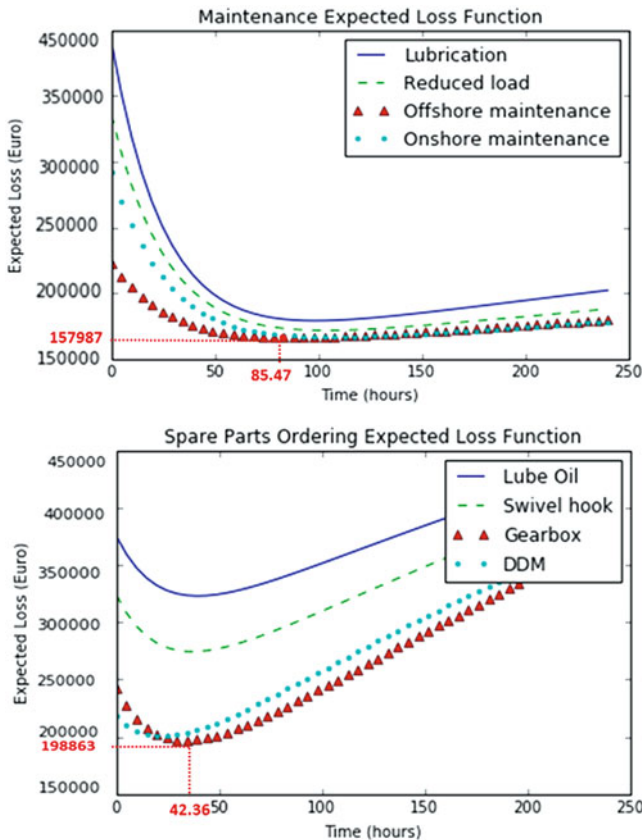 Maintenance Expected Loss Function
450000
350000
300000
250000
200000
157987
150000
Expected Loss (Euro)
Lubrication
Reduced load
Offshore maintenance
Onshore maintenance
0 50 100 150 200 250
85.47
Time (hours)
Spare Parts Ordering Expected Loss Function
450000
400000
350000
300000
250000
200000
198863
150000
Expected Loss (Euro)
Lube Oil
Swivel hook
Gearbox
DDM
0 50 100 150 200 250
42.36
Time (hours)